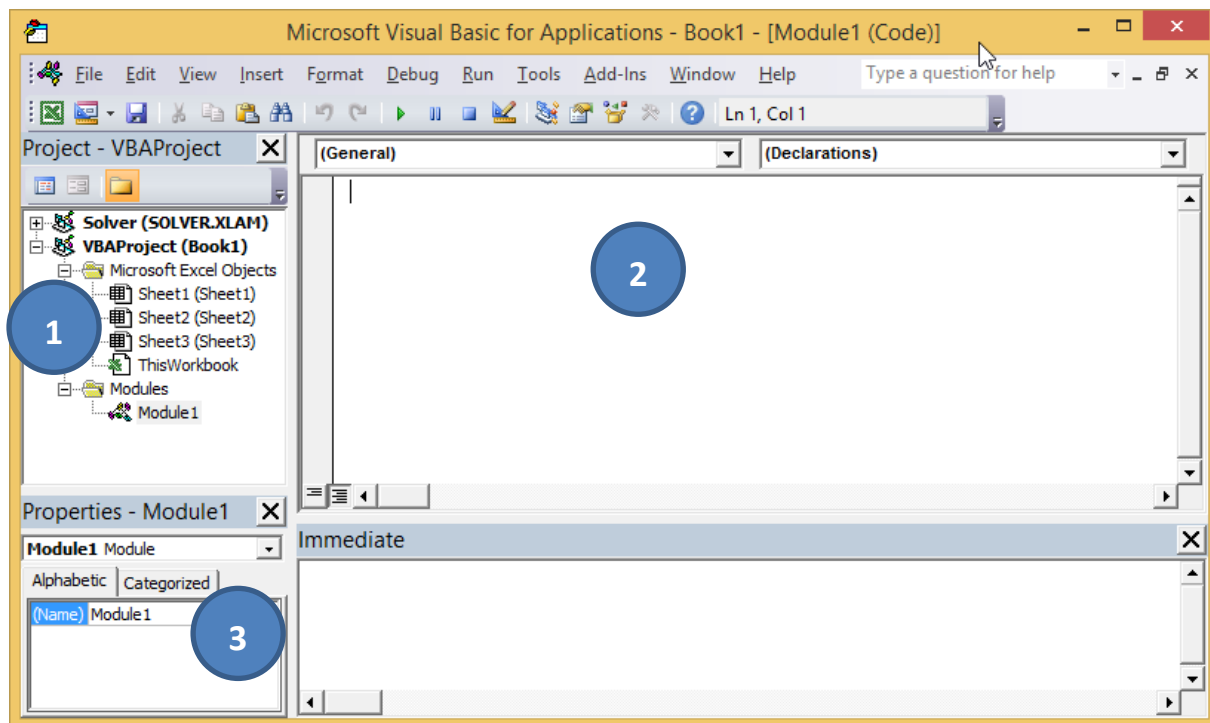 Microsoft Visual Basic for Applications - Book1 - [Module1 (Code)]
File Edit View Insert Format Debug Run Tools Add-Ins Window Help Type a question for help
Ln 1, Col 1
Project - VBAProject
(General) (Declarations)
Solver (SOLVER.XLAM)
VBAProject (Book1)
Microsoft Excel Objects
Sheet1 (Sheet1)
Sheet2 (Sheet2)
Sheet3 (Sheet3)
ThisWorkbook
Modules
Module1
1
2
Properties - Module1
Module1 Module
Alphabetic Categorized
(Name) Module1
3
Immediate